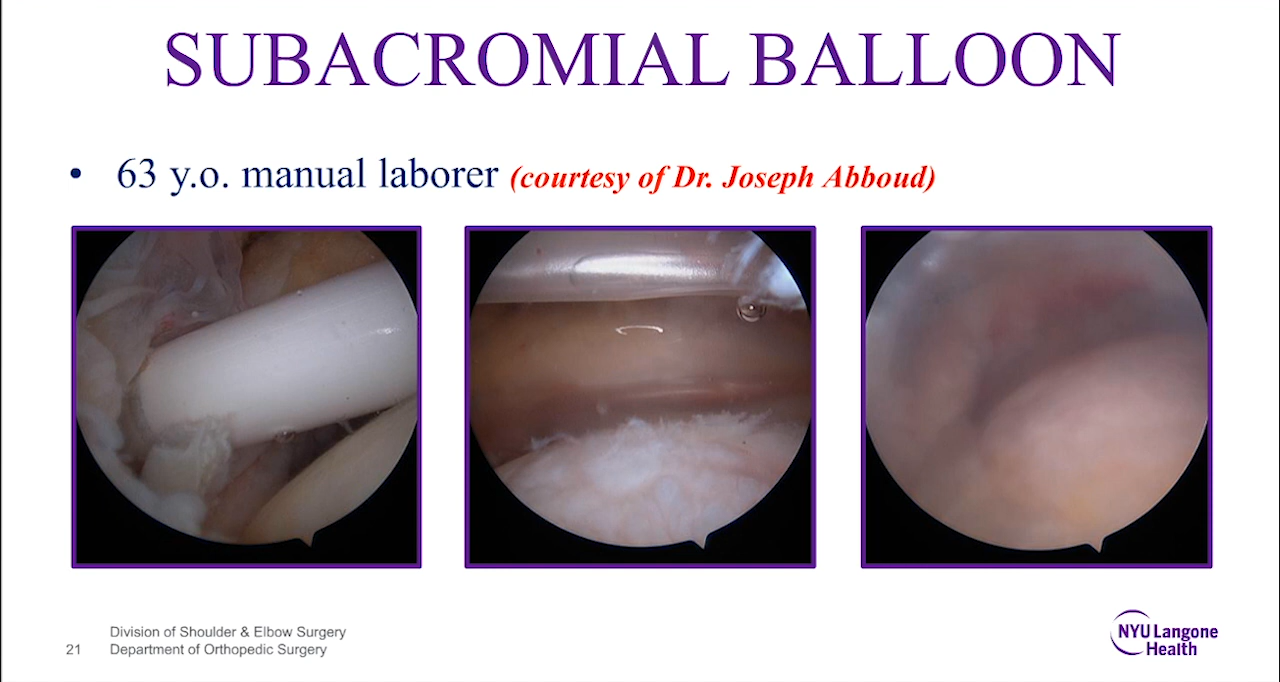 SUBACROMIAL BALLOON
• 63 y.o. manual laborer (courtesy of Dr. Joseph Abboud)
Division of Shoulder & Elbow Surgery
21 Department of Orthopedic Surgery
NYU Langone
Health